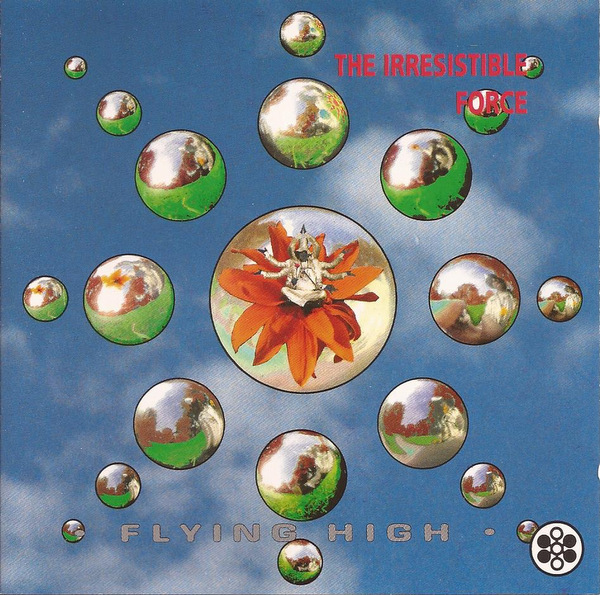 THE IRRESISTIBLE
FORCE
• FLYING HIGH •